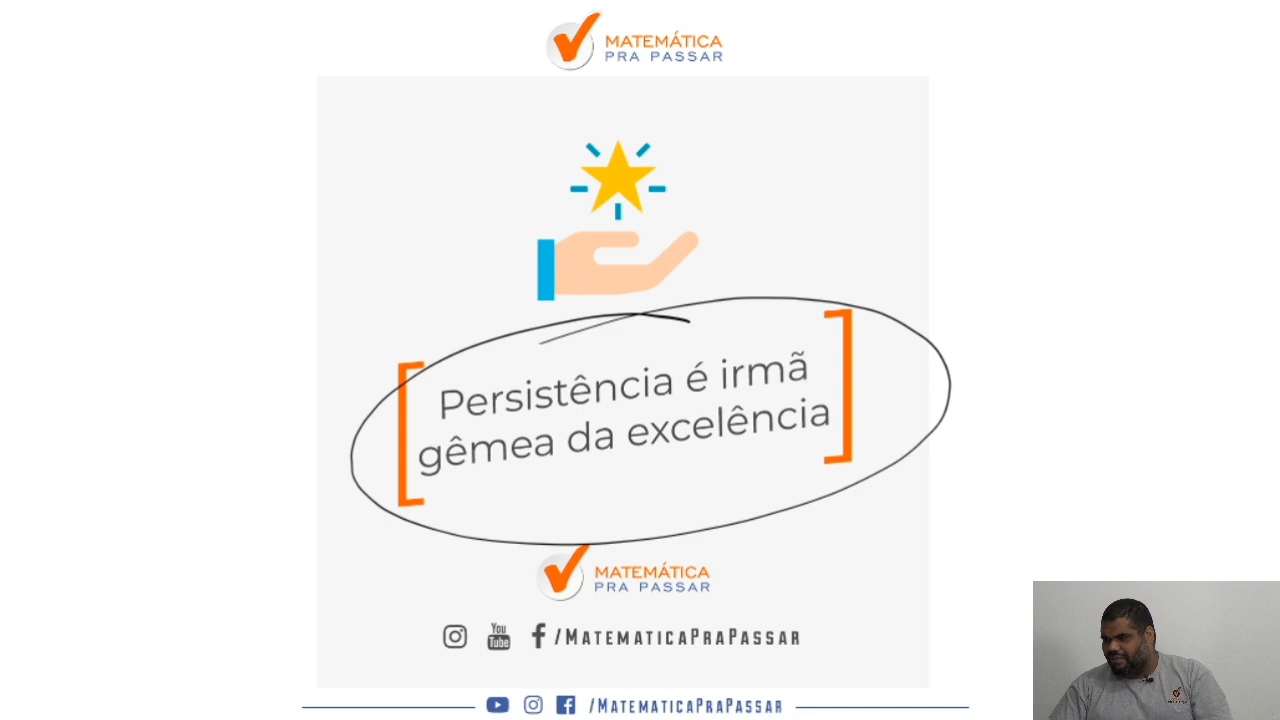 MATEMÁTICA
PRA PASSAR
Persistência é irmã
gêmea da excelência
MATEMÁTICA
PRA PASSAR
You
Tube
/MATEMATICAPRAPASSAR
/MATEMATICAPRAPASSAR